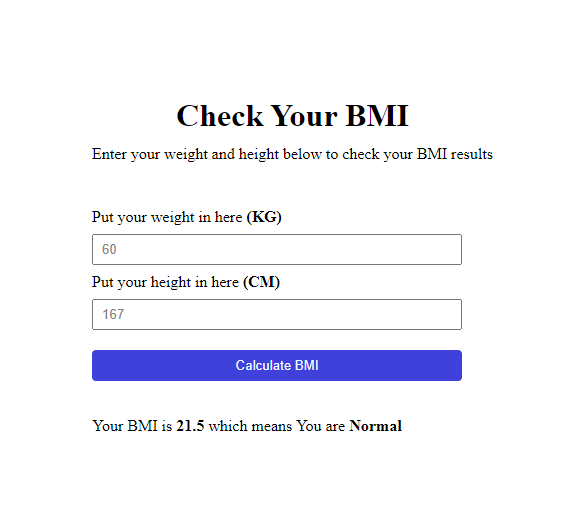 Check Your BMI
Enter your weight and height below to check your BMI results
Put your weight in here (KG)
60
Put your height in here (CM)
167
Calculate BMI
Your BMI is 21.5 which means You are Normal